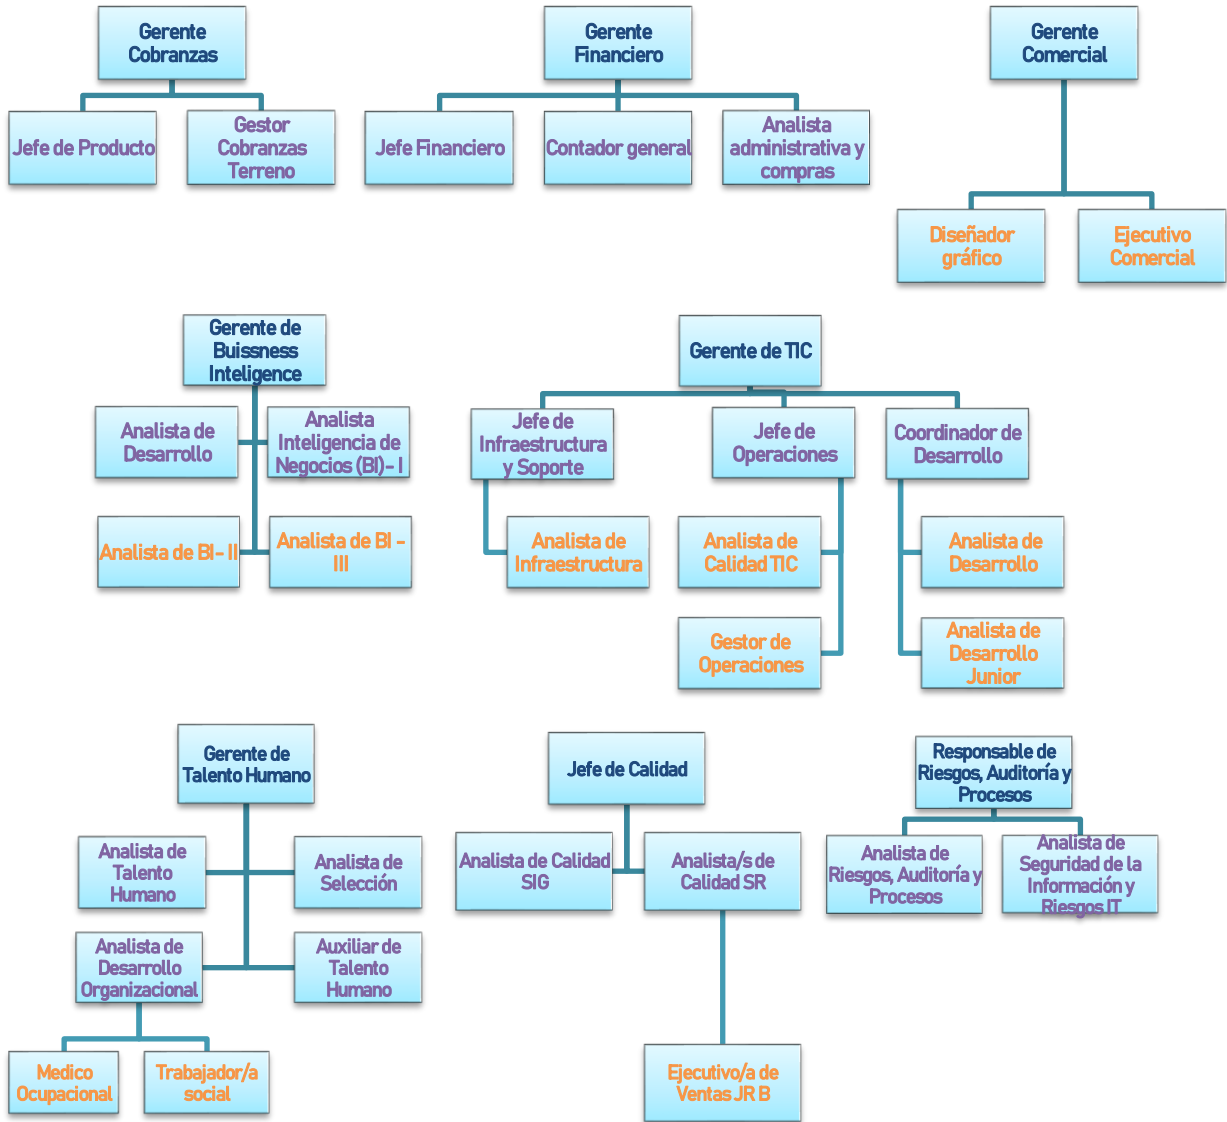 Gerente
Cobranzas
Gerente
Financiero
Gerente
Comercial
Jefe de Producto
Gestor
Cobranzas
Terreno
Jefe Financiero
Contador general
Analista
administrativa y
compras
Diseñador
gráfico
Ejecutivo
Comercial
Gerente de
Buissness
Inteligence
Gerente de TIC
Analista de
Desarrollo
Analista
Inteligencia de
Negocios (BI)- I
Jefe de
Infraestructura
y Soporte
Jefe de
Operaciones
Coordinador de
Desarrollo
Analista de BI- II
Analista de BI -
III
Analista de
Infraestructura
Analista de
Calidad TIC
Analista de
Desarrollo
Gestor de
Operaciones
Analista de
Desarrollo
Junior
Gerente de
Talento Humano
Jefe de Calidad
Responsable de
Riesgos, Auditoría y
Procesos
Analista de
Talento
Humano
Analista de
Selección
Analista de Calidad
SIG
Analista/s de
Calidad SR
Analista de
Riesgos, Auditoría y
Procesos
Analista de
Seguridad de la
Información y
Riesgos IT
Analista de
Desarrollo
Organizacional
Auxiliar de
Talento
Humano
Medico
Ocupacional
Trabajador/a
social
Ejecutivo/a de
Ventas JR B